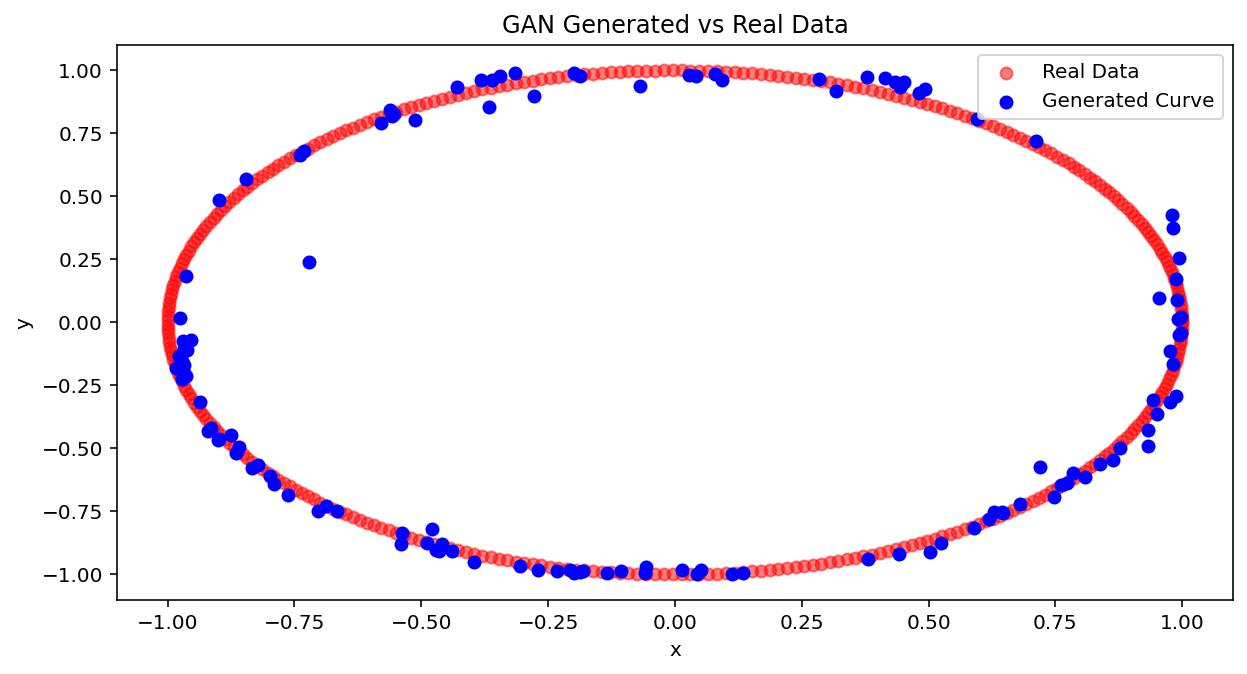 GAN Generated vs Real Data
1.00
0.75
0.50
0.25
0.00
−0.25
−0.50
−0.75
−1.00
y
Real Data
Generated Curve
−1.00 −0.75 −0.50 −0.25 0.00 0.25 0.50 0.75 1.00
x